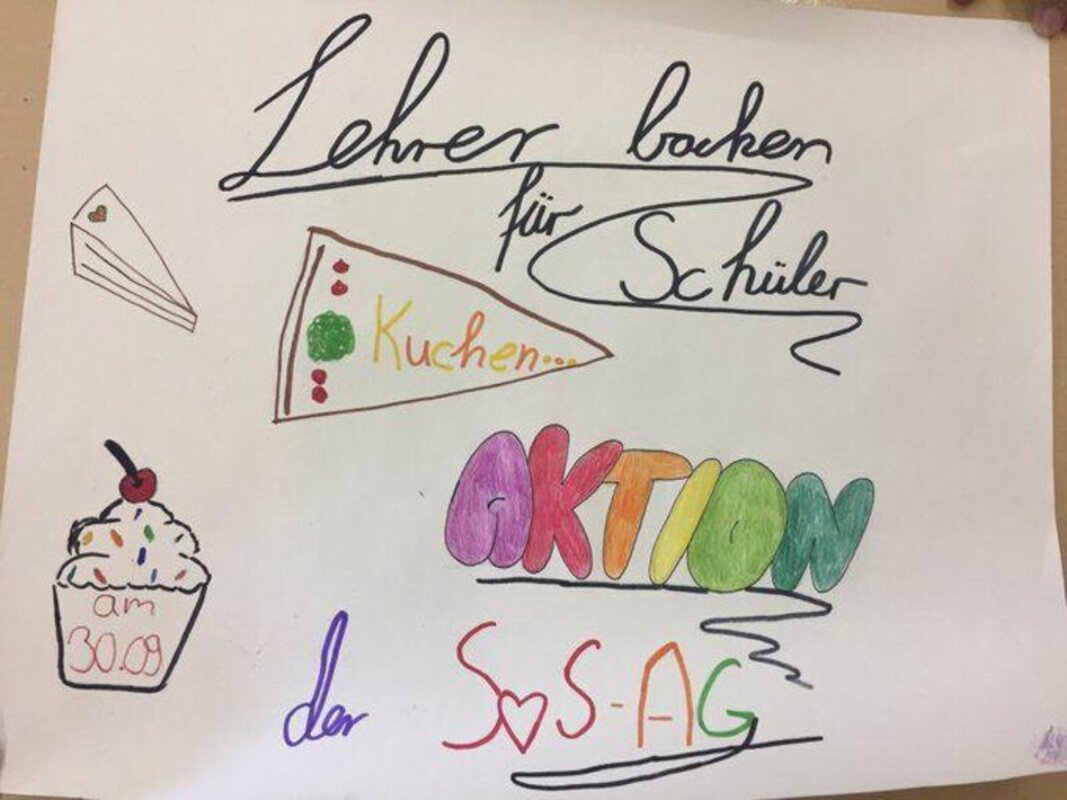 Lehrer backen
für Schüler
Kuchen...
AKTION
am
30.09
der S♥S-AG